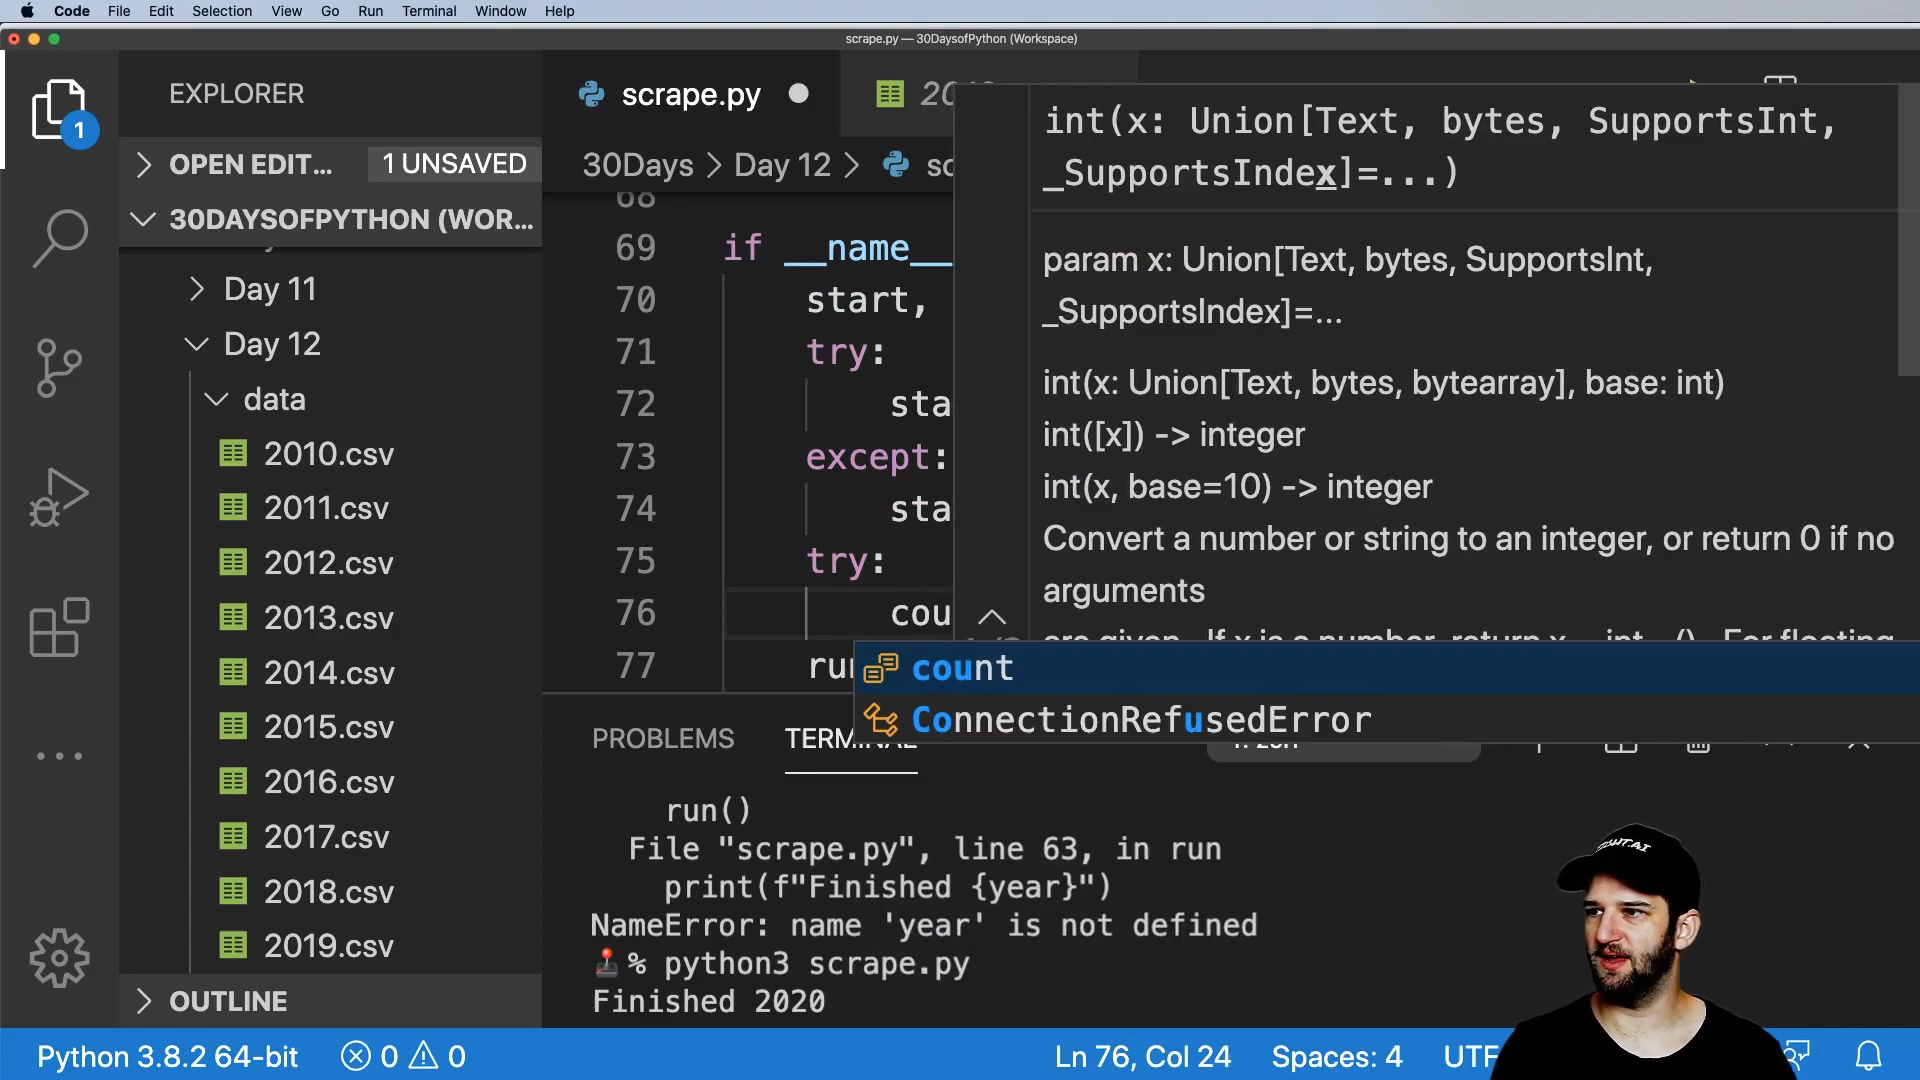 Code File Edit Selection View Go Run Terminal Window Help
scrape.py — 30DaysofPython (Workspace)
EXPLORER
OPEN EDIT... 1 UNSAVED
30DAYSOFPYTHON (WOR...
Day 11
Day 12
data
2010.csv
2011.csv
2012.csv
2013.csv
2014.csv
2015.csv
2016.csv
2017.csv
2018.csv
2019.csv
OUTLINE
1
scrape.py
30Days > Day 12 > sc
68
69 if __name__
70 start,
71 try:
72 sta
73 except:
74 sta
75 try:
76 cou
77 run
int(x: Union[Text, bytes, SupportsInt,
_SupportsIndex]=...)
param x: Union[Text, bytes, SupportsInt,
_SupportsIndex]=...
int(x: Union[Text, bytes, bytearray], base: int)
int([x]) -> integer
int(x, base=10) -> integer
Convert a number or string to an integer, or return 0 if no
arguments
count
ConnectionRefusedError
PROBLEMS TERMINAL
run()
File "scrape.py", line 63, in run
print(f"Finished {year}")
NameError: name 'year' is not defined
% python3 scrape.py
Finished 2020
Python 3.8.2 64-bit 0 0 Ln 76, Col 24 Spaces: 4 UTF